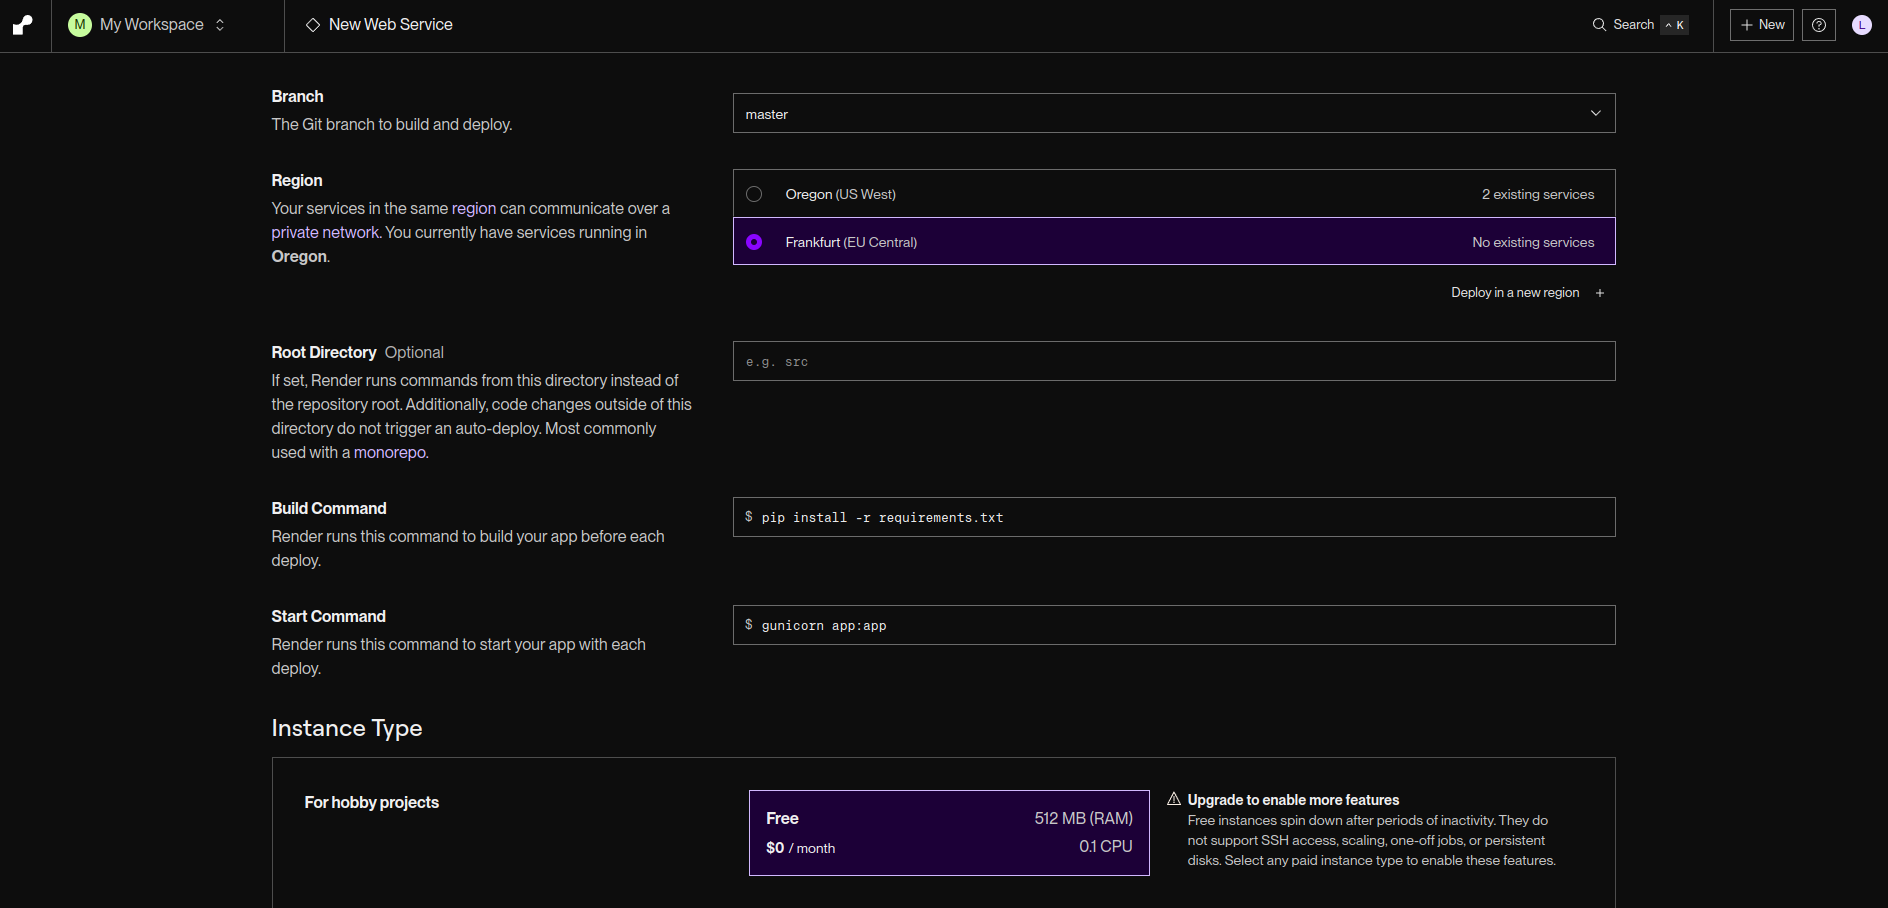 M My Workspace
New Web Service
Search ^ K
+ New
L
Branch
The Git branch to build and deploy.
master
Region
Your services in the same region can communicate over a
private network. You currently have services running in
Oregon.
Oregon (US West) 2 existing services
Frankfurt (EU Central) No existing services
Deploy in a new region +
Root Directory Optional
If set, Render runs commands from this directory instead of
the repository root. Additionally, code changes outside of this
directory do not trigger an auto-deploy. Most commonly
used with a monorepo.
e.g. src
Build Command
Render runs this command to build your app before each
deploy.
$ pip install -r requirements.txt
Start Command
Render runs this command to start your app with each
deploy.
$ gunicorn app:app
Instance Type
For hobby projects
Free 512 MB (RAM)
$0 / month 0.1 CPU
Upgrade to enable more features
Free instances spin down after periods of inactivity. They do
not support SSH access, scaling, one-off jobs, or persistent
disks. Select any paid instance type to enable these features.